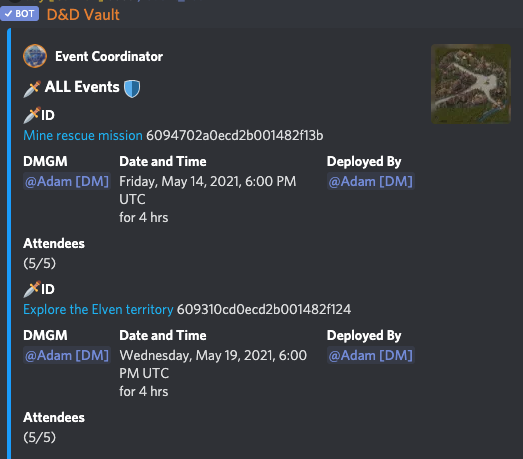 ✓ BOT D&D Vault
Event Coordinator
🗡️ ALL Events 🛡️
🗡️ID
Mine rescue mission 6094702a0ecd2b001482f13b
DMGM Date and Time Deployed By
@Adam [DM] Friday, May 14, 2021, 6:00 PM @Adam [DM]
UTC
for 4 hrs
Attendees
(5/5)
🗡️ID
Explore the Elven territory 609310cd0ecd2b001482f124
DMGM Date and Time Deployed By
@Adam [DM] Wednesday, May 19, 2021, 6:00 @Adam [DM]
PM UTC
for 4 hrs
Attendees
(5/5)